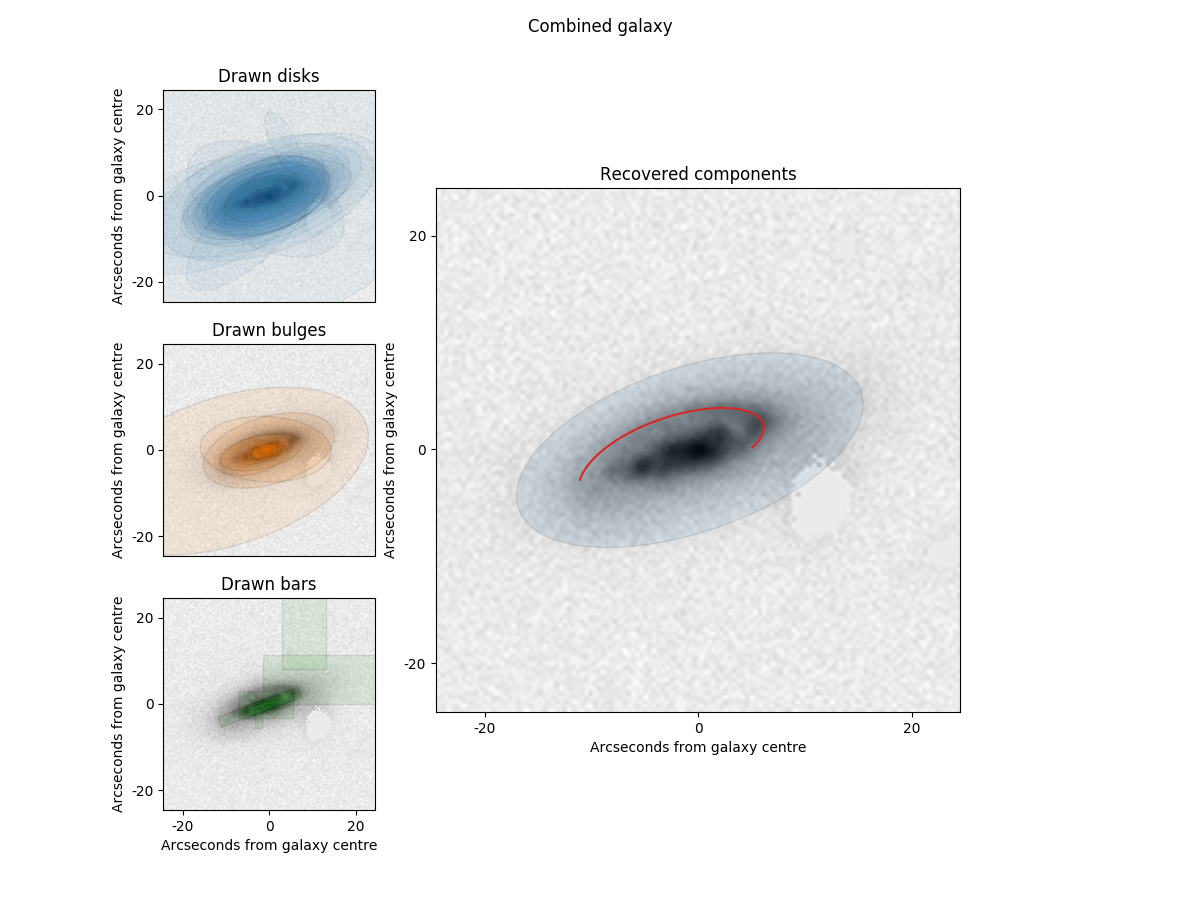 Combined galaxy
Drawn disks
Arcseconds from galaxy centre
20
0
-20
Drawn bulges
Arcseconds from galaxy centre
20
0
-20
Drawn bars
Arcseconds from galaxy centre
20
0
-20
-20 0 20
Arcseconds from galaxy centre
Recovered components
Arcseconds from galaxy centre
20
0
-20
-20 0 20
Arcseconds from galaxy centre